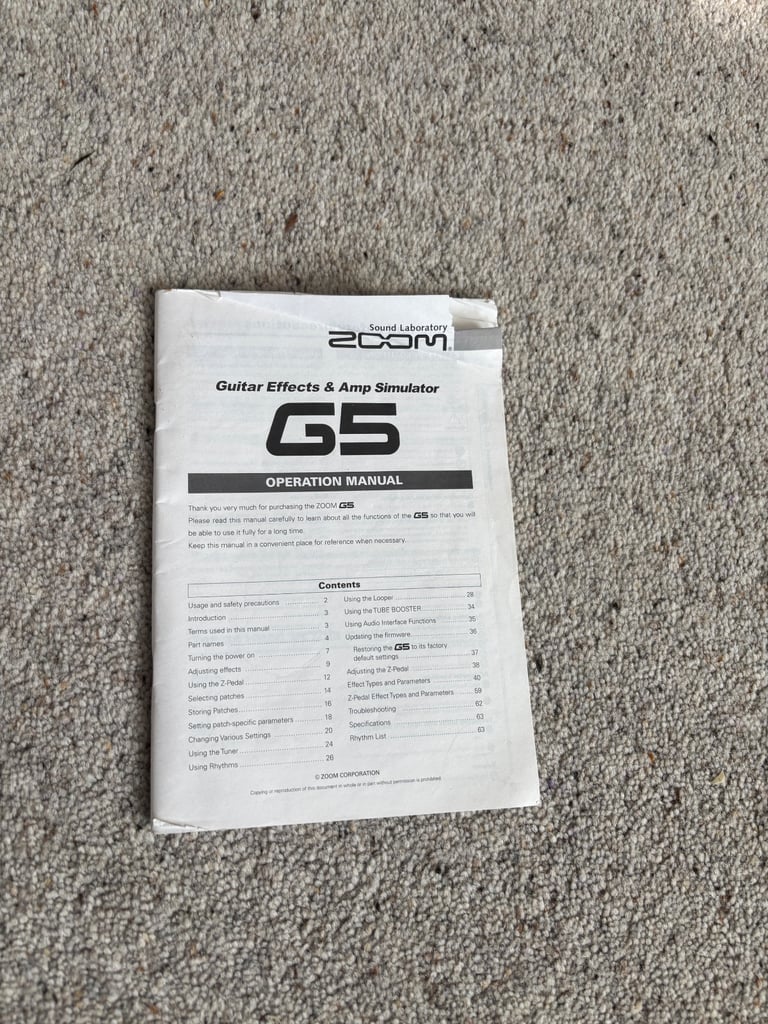 Sound Laboratory
ZOOM®
Guitar Effects & Amp Simulator
G5
OPERATION MANUAL
Thank you very much for purchasing the ZOOM G5.
Please read this manual carefully to learn about all the functions of the G5 so that you will
be able to use it fully for a long time.
Keep this manual in a convenient place for reference when necessary.
Contents
Usage and safety precautions 2
Introduction 3
Terms used in this manual 3
Part names 4
Turning the power on 7
Adjusting effects 9
Using the Z-Pedal 12
Selecting patches 14
Storing Patches 16
Setting patch-specific parameters 18
Changing Various Settings 20
Using the Tuner 24
Using Rhythms 26
Using the Looper 28
Using the TUBE BOOSTER 34
Using Audio Interface Functions 35
Updating the firmware 36
Restoring the G5 to its factory
default settings 37
Adjusting the Z-Pedal 38
Effect Types and Parameters 40
Z-Pedal Effect Types and Parameters 59
Troubleshooting 62
Specifications 63
Rhythm List 63
© ZOOM CORPORATION
Copying or reproduction of this document in whole or in part without permission is prohibited.